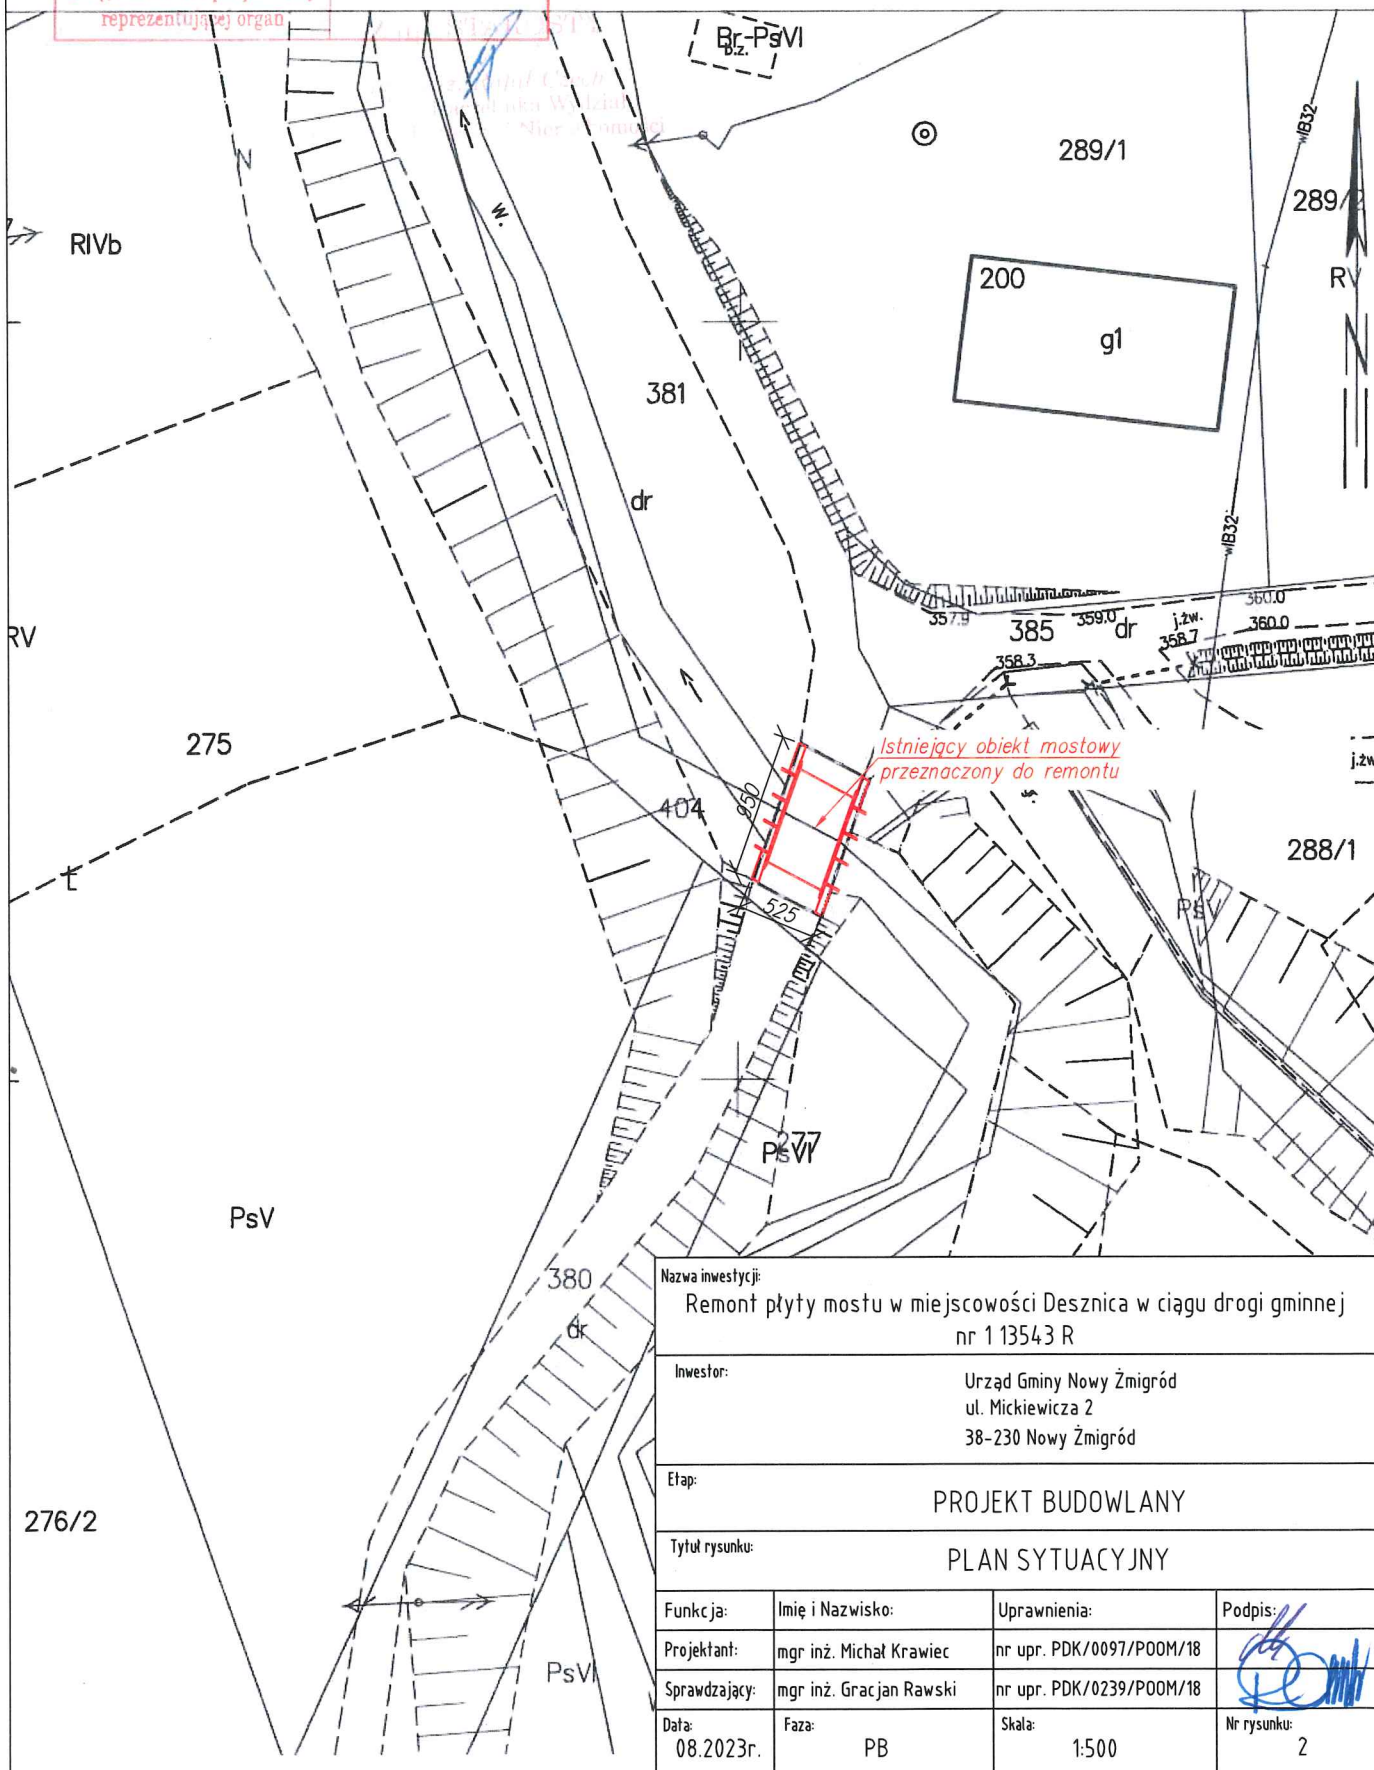 reprezentującej organ
Br.-PsVI
B.z.
wIB32
289/1
289/2
N
w.
RIVb
200
RV
g1
381
dr
wIB32
360.0
357.9
385
359.0
dr
j.żw.
360.0
358.7
358.3
RV
275
Istniejący obiekt mostowy
przeznaczony do remontu
j.żw
950
404
288/1
Ł
PsV
525
277
PsVI
PsV
380
dr
276/2
PsVI
Nazwa inwestycji:
Remont płyty mostu w miejscowości Desznica w ciągu drogi gminnej
nr 1 13543 R
Inwestor:
Urząd Gminy Nowy Żmigród
ul. Mickiewicza 2
38-230 Nowy Żmigród
Etap:
PROJEKT BUDOWLANY
Tytuł rysunku:
PLAN SYTUACYJNY
Funkcja: Imię i Nazwisko: Uprawnienia: Podpis:
Projektant: mgr inż. Michał Krawiec nr upr. PDK/0097/POOM/18
Sprawdzający: mgr inż. Gracjan Rawski nr upr. PDK/0239/POOM/18
Data: Faza: Skala: Nr rysunku:
08.2023r. PB 1:500 2